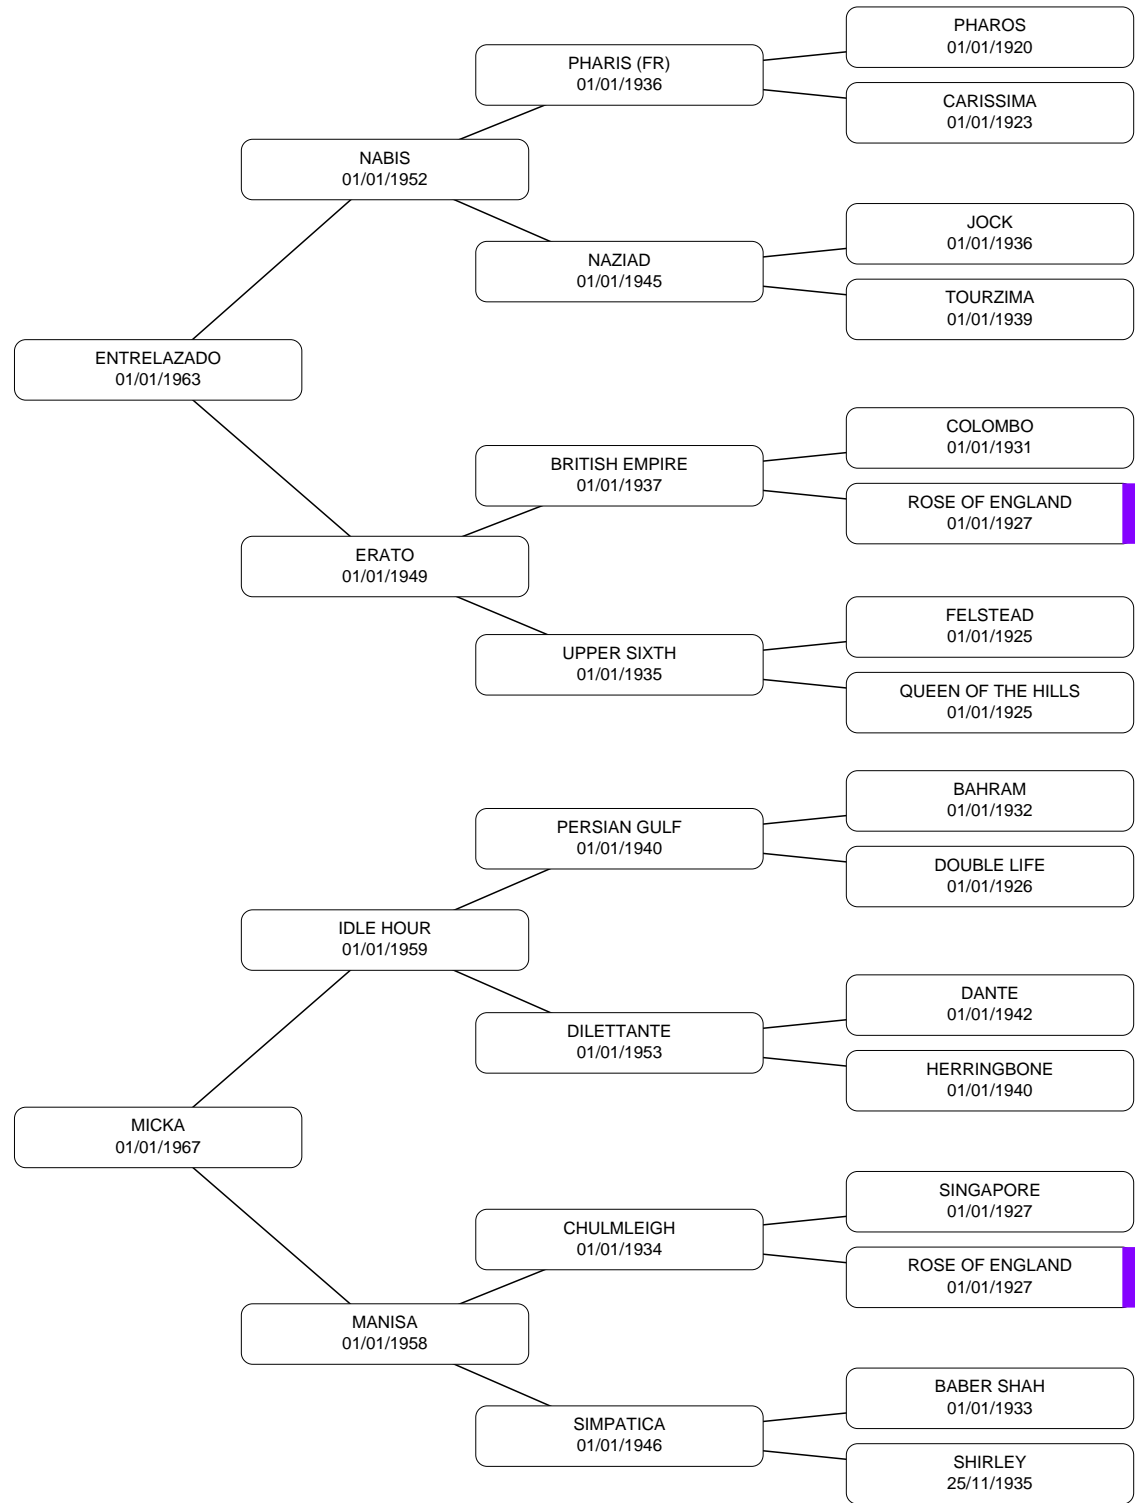 PHAROS
01/01/1920
PHARIS (FR)
01/01/1936
CARISSIMA
01/01/1923
NABIS
01/01/1952
JOCK
01/01/1936
NAZIAD
01/01/1945
TOURZIMA
01/01/1939
ENTRELAZADO
01/01/1963
COLOMBO
01/01/1931
BRITISH EMPIRE
01/01/1937
ROSE OF ENGLAND
01/01/1927
ERATO
01/01/1949
FELSTEAD
01/01/1925
UPPER SIXTH
01/01/1935
QUEEN OF THE HILLS
01/01/1925
BAHRAM
01/01/1932
PERSIAN GULF
01/01/1940
DOUBLE LIFE
01/01/1926
IDLE HOUR
01/01/1959
DANTE
01/01/1942
DILETTANTE
01/01/1953
HERRINGBONE
01/01/1940
MICKA
01/01/1967
SINGAPORE
01/01/1927
CHULMLEIGH
01/01/1934
ROSE OF ENGLAND
01/01/1927
MANISA
01/01/1958
BABER SHAH
01/01/1933
SIMPATICA
01/01/1946
SHIRLEY
25/11/1935